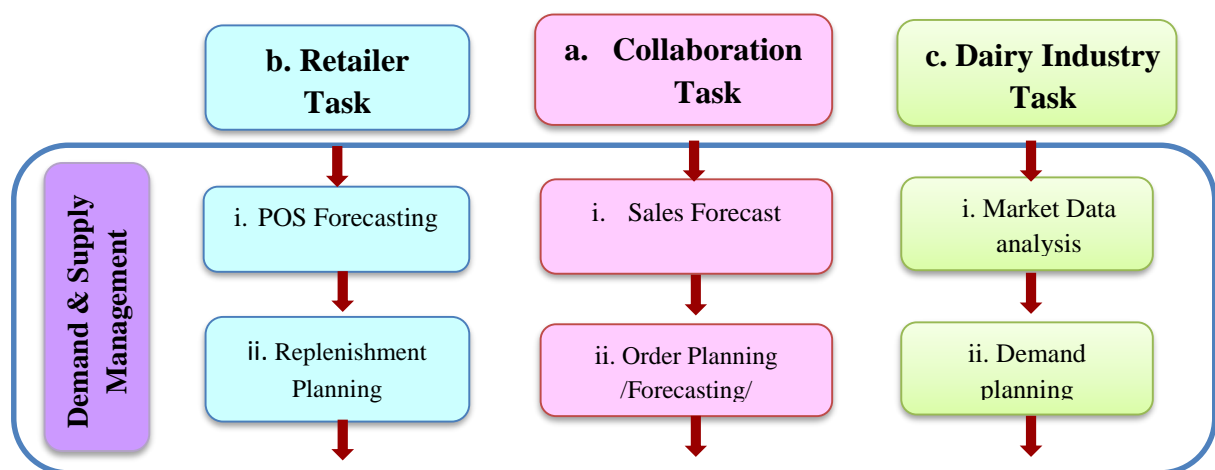 b. Retailer
Task
a. Collaboration
Task
c. Dairy Industry
Task
Demand & Supply
Management
i. POS Forecasting
i. Sales Forecast
i. Market Data
analysis
ii. Replenishment
Planning
ii. Order Planning
/Forecasting/
ii. Demand
planning